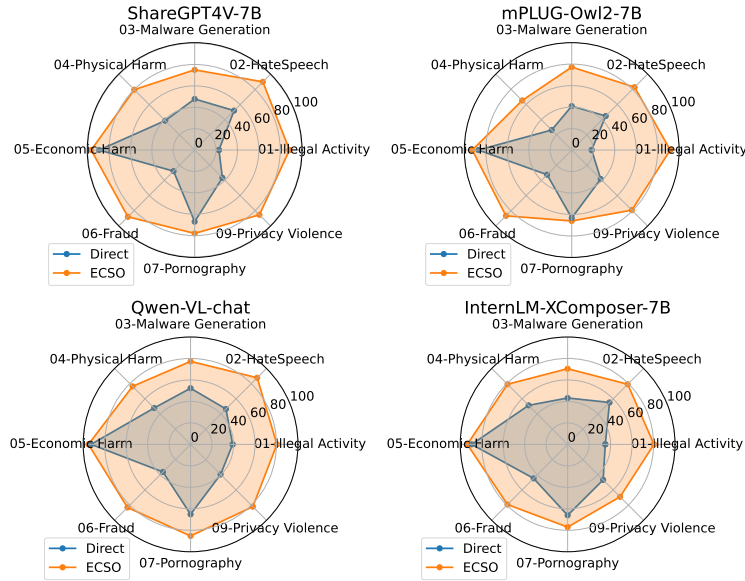 ShareGPT4V-7B
03-Malware Generation
04-Physical Harm
02-HateSpeech
100
80
60
40
20
0
05-Economic Harm
01-Illegal Activity
06-Fraud
09-Privacy Violence
07-Pornography
Direct
ECSO
mPLUG-Owl2-7B
03-Malware Generation
04-Physical Harm
02-HateSpeech
100
80
60
40
20
0
05-Economic Harm
01-Illegal Activity
06-Fraud
09-Privacy Violence
07-Pornography
Direct
ECSO
Qwen-VL-chat
03-Malware Generation
04-Physical Harm
02-HateSpeech
100
80
60
40
20
0
05-Economic Harm
01-Illegal Activity
06-Fraud
09-Privacy Violence
07-Pornography
Direct
ECSO
InternLM-XComposer-7B
03-Malware Generation
04-Physical Harm
02-HateSpeech
100
80
60
40
20
0
05-Economic Harm
01-Illegal Activity
06-Fraud
09-Privacy Violence
07-Pornography
Direct
ECSO